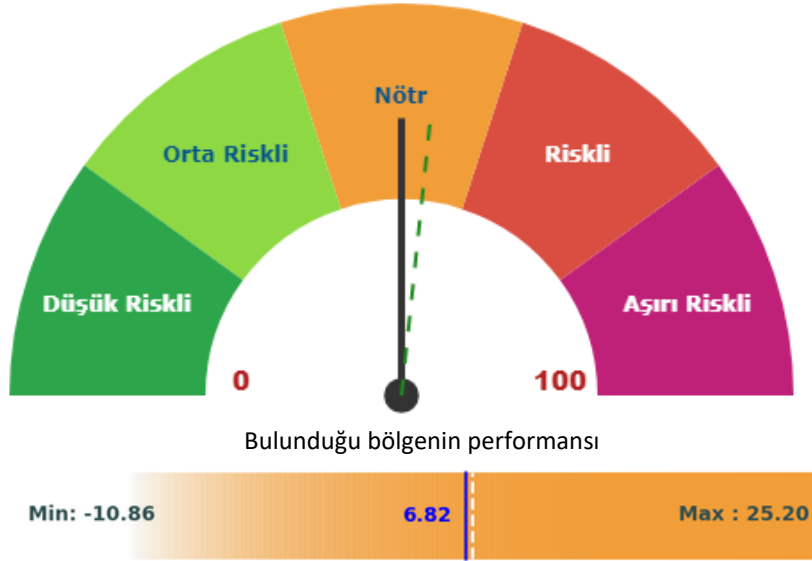 Nötr
Orta Riskli
Riskli
Düşük Riskli
Aşırı Riskli
0
100
Bulunduğu bölgenin performansı
Min: -10.86
6.82
Max : 25.20